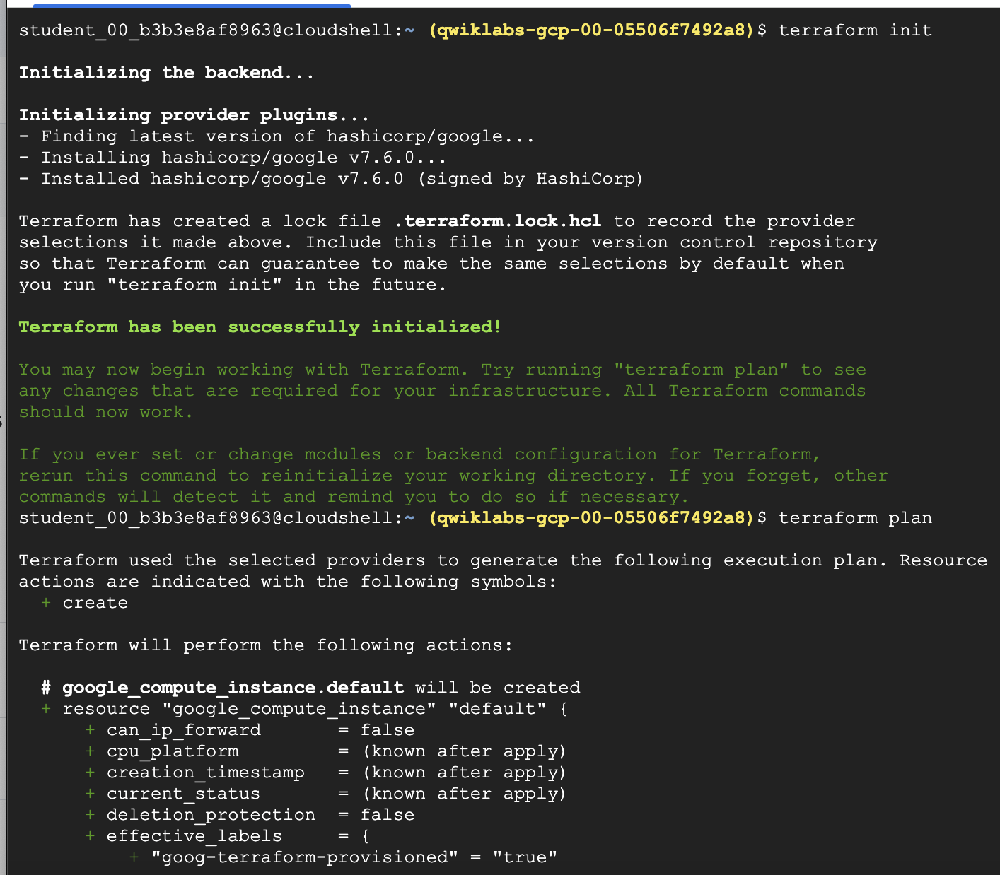 student_00_b3b3e8af8963@cloudshell:~ (qwiklabs-gcp-00-05506f7492a8)$ terraform init
Initializing the backend...
Initializing provider plugins...
- Finding latest version of hashicorp/google...
- Installing hashicorp/google v7.6.0...
- Installed hashicorp/google v7.6.0 (signed by HashiCorp)
Terraform has created a lock file .terraform.lock.hcl to record the provider
selections it made above. Include this file in your version control repository
so that Terraform can guarantee to make the same selections by default when
you run "terraform init" in the future.
Terraform has been successfully initialized!
You may now begin working with Terraform. Try running "terraform plan" to see
any changes that are required for your infrastructure. All Terraform commands
should now work.
If you ever set or change modules or backend configuration for Terraform,
rerun this command to reinitialize your working directory. If you forget, other
commands will detect it and remind you to do so if necessary.
student_00_b3b3e8af8963@cloudshell:~ (qwiklabs-gcp-00-05506f7492a8)$ terraform plan
Terraform used the selected providers to generate the following execution plan. Resource
actions are indicated with the following symbols:
  + create
Terraform will perform the following actions:
  # google_compute_instance.default will be created
  + resource "google_compute_instance" "default" {
      + can_ip_forward       = false
      + cpu_platform         = (known after apply)
      + creation_timestamp   = (known after apply)
      + current_status       = (known after apply)
      + deletion_protection  = false
      + effective_labels     = {
          + "goog-terraform-provisioned" = "true"